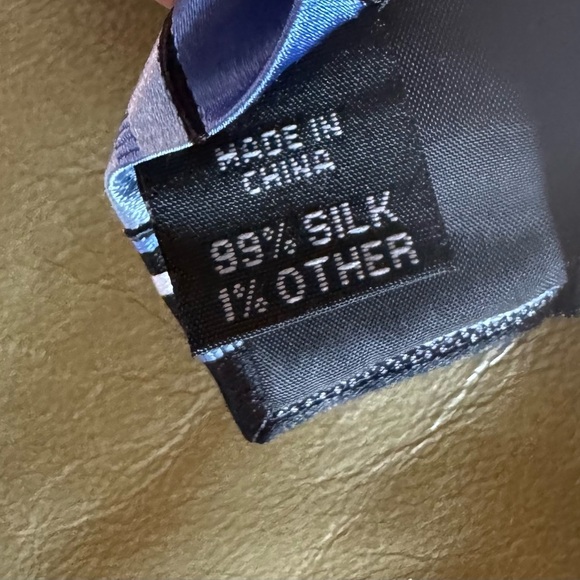 MADE IN
CHINA
99% SILK
1% OTHER